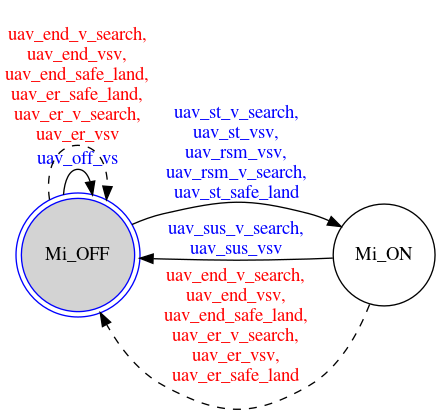 uav_end_v_search,
uav_end_vsv,
uav_end_safe_land,
uav_er_safe_land,
uav_er_v_search,
uav_er_vsv
uav_off_vs
uav_st_v_search,
uav_st_vsv,
uav_rsm_vsv,
uav_rsm_v_search,
uav_st_safe_land
uav_sus_v_search,
uav_sus_vsv
Mi_OFF
Mi_ON
uav_end_v_search,
uav_end_vsv,
uav_end_safe_land,
uav_er_v_search,
uav_er_vsv,
uav_er_safe_land